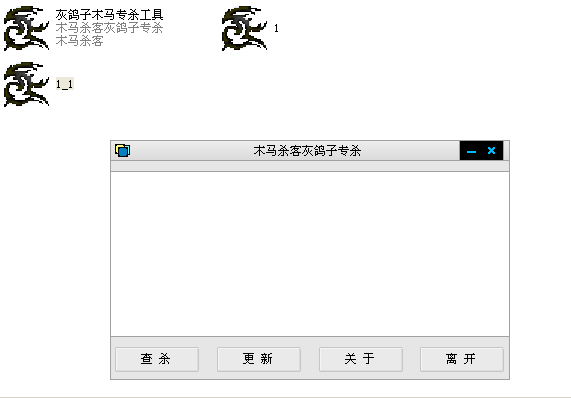 灰鸽子木马专杀工具
木马杀客灰鸽子专杀
木马杀客
1
1_1
木马杀客灰鸽子专杀
查 杀
更 新
关 于
离 开